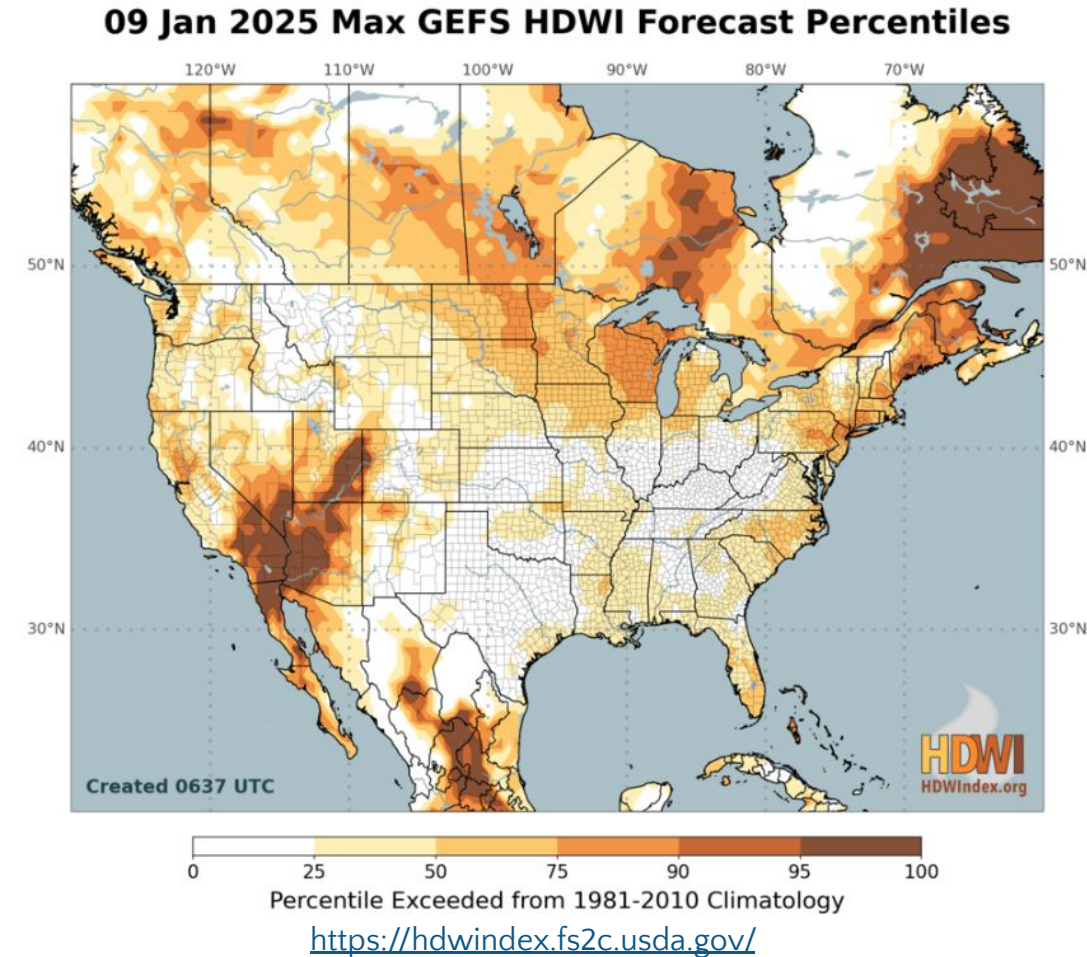 09 Jan 2025 Max GEFS HDWI Forecast Percentiles
120°W 110°W 100°W 90°W 80°W 70°W
50°N 50°N
40°N 40°N
30°N 30°N
HDWI
Created 0637 UTC HDWIndex.org
0 25 50 75 90 95 100
Percentile Exceeded from 1981-2010 Climatology
https://hdwindex.fs2c.usda.gov/